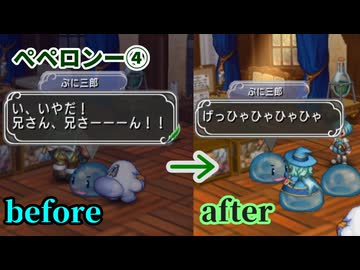 ペペロンー④
ぷに三郎
い、いやだ！
兄さん、兄さーーーん！！
ぷに三郎
げっひゃひゃひゃひゃ
before
after